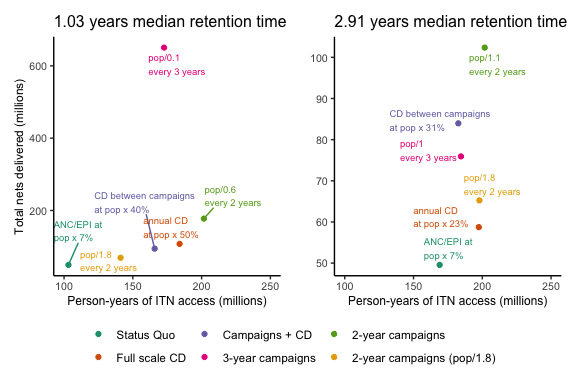 1.03 years median retention time
2.91 years median retention time
Total nets delivered (millions)
600
400
200
pop/0.1
every 3 years
CD between campaigns
at pop x 40%
pop/0.6
every 2 years
ANC/EPI at
pop x 7%
annual CD
at pop x 50%
pop/1.8
every 2 years
100
150
200
250
Person-years of ITN access (millions)
100
90
80
70
60
50
pop/1.1
every 2 years
CD between campaigns
at pop x 31%
pop/1
every 3 years
pop/1.8
every 2 years
annual CD
at pop x 23%
ANC/EPI at
pop x 7%
100
150
200
250
Person-years of ITN access (millions)
Status Quo
Campaigns + CD
2-year campaigns
Full scale CD
3-year campaigns
2-year campaigns (pop/1.8)